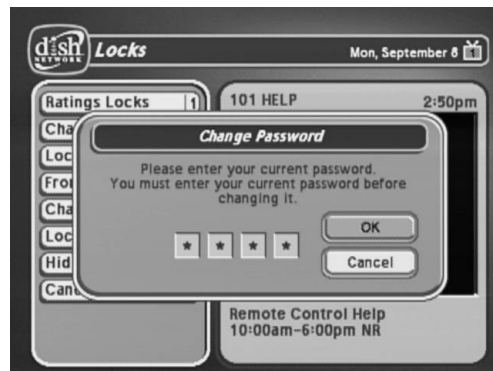 dish
NETWORK
Locks
Mon, September 8
1
Ratings Locks 1
101 HELP 2:50pm
Cha
Loc
Fro
Cha
Loc
Hid
Canc
Change Password
Please enter your current password.
You must enter your current password before
changing it.
* * * *
OK
Cancel
Remote Control Help
10:00am-6:00pm NR